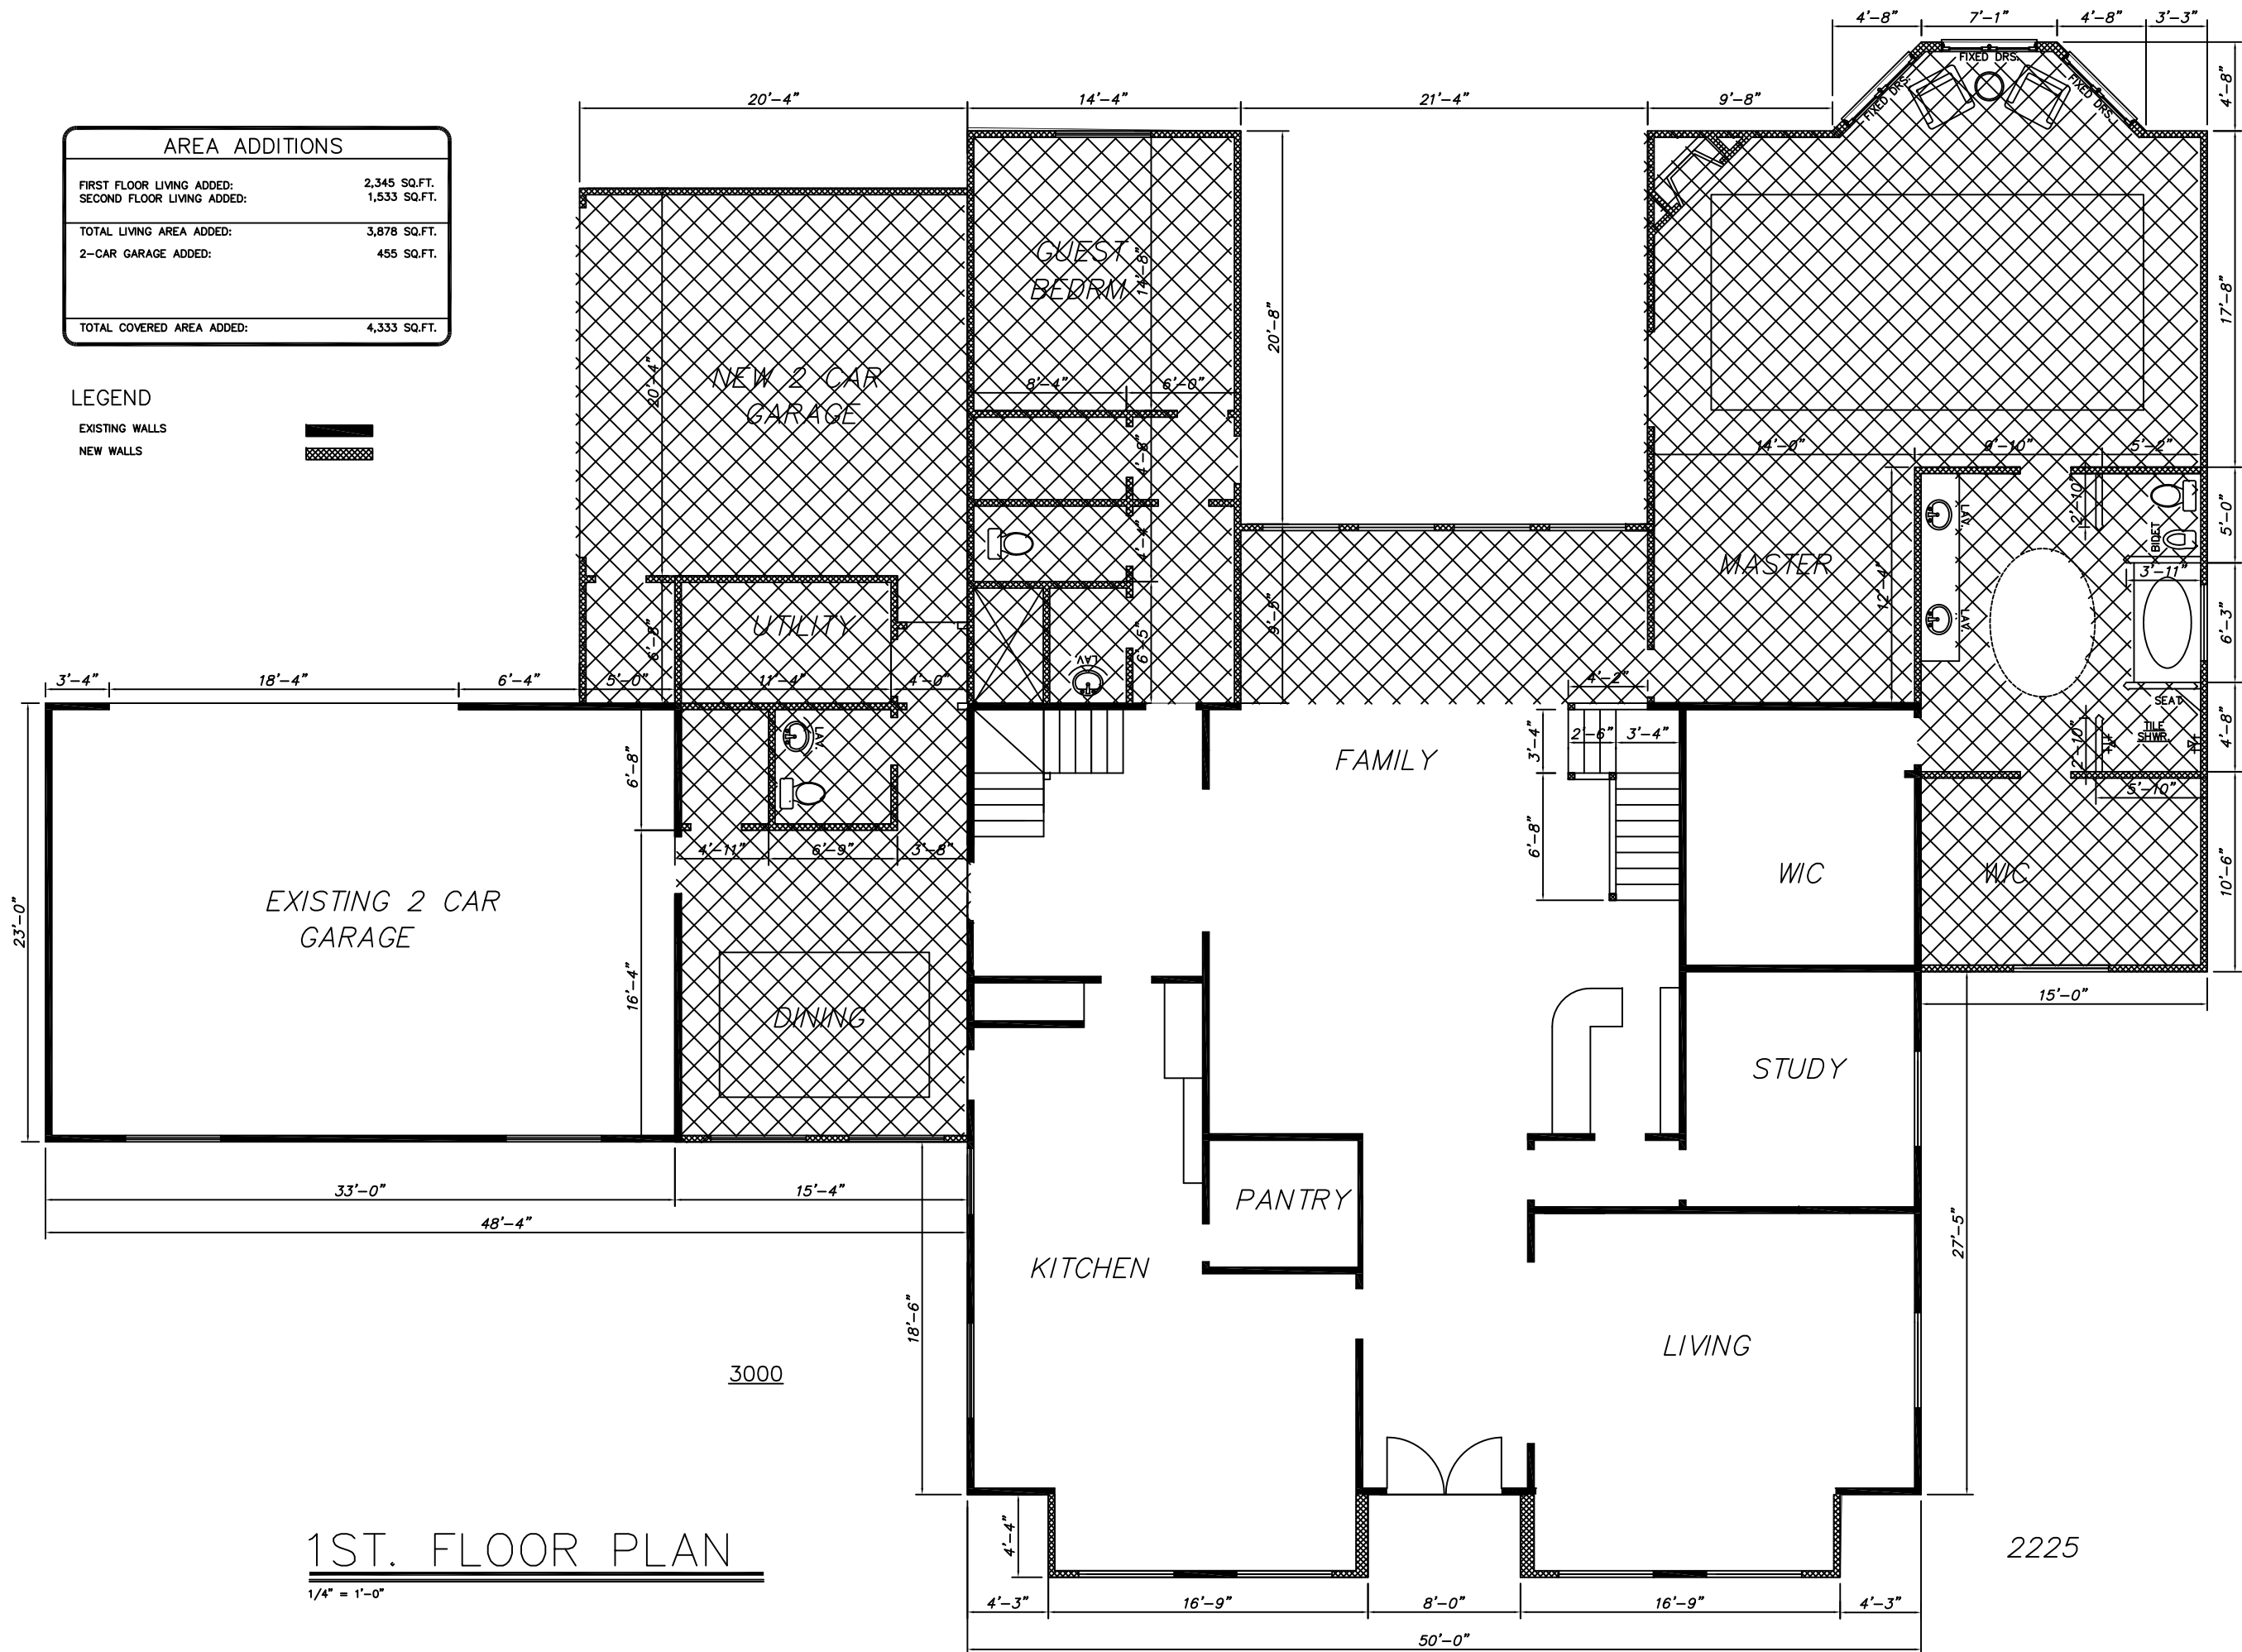 4'-8" 7'-1" 4'-8" 3'-3"
FIXED DRS.
FIXED DRS.
FIXED DRS.
4'-8"
20'-4" 14'-4" 21'-4" 9'-8"
AREA ADDITIONS
FIRST FLOOR LIVING ADDED: 2,345 SQ.FT.
SECOND FLOOR LIVING ADDED: 1,533 SQ.FT.
TOTAL LIVING AREA ADDED: 3,878 SQ.FT.
2-CAR GARAGE ADDED: 455 SQ.FT.
TOTAL COVERED AREA ADDED: 4,333 SQ.FT.
LEGEND
EXISTING WALLS
NEW WALLS
GUEST
BEDRM
14'-8"
20'-8"
17'-8"
NEW 2 CAR
GARAGE
20'-4"
8'-4" 6'-0"
4'-8"
14'-0" 9'-10" 5'-2"
2'-10"
LAV.
BIDET
5'-0"
4'-4"
MASTER
12'-4"
3'-11"
UTILITY
6'-8"
6'-5"
LAV
9'-5"
LAV.
6'-3"
3'-4" 18'-4" 6'-4" 5'-0" 11'-4" 4'-0"
4'-2"
SEAT
TILE
SHWR.
2'-10"
4'-8"
LAV.
6'-8"
FAMILY
3'-4"
2'-6" 3'-4"
5'-10"
4'-11" 6'-9" 3'-8"
6'-8"
WIC
WIC
10'-6"
EXISTING 2 CAR
GARAGE
23'-0"
16'-4"
DINING
15'-0"
STUDY
33'-0" 15'-4"
48'-4"
PANTRY
27'-5"
KITCHEN
18'-6"
LIVING
3000
1ST. FLOOR PLAN
1/4" = 1'-0"
4'-4"
2225
4'-3" 16'-9" 8'-0" 16'-9" 4'-3"
50'-0"